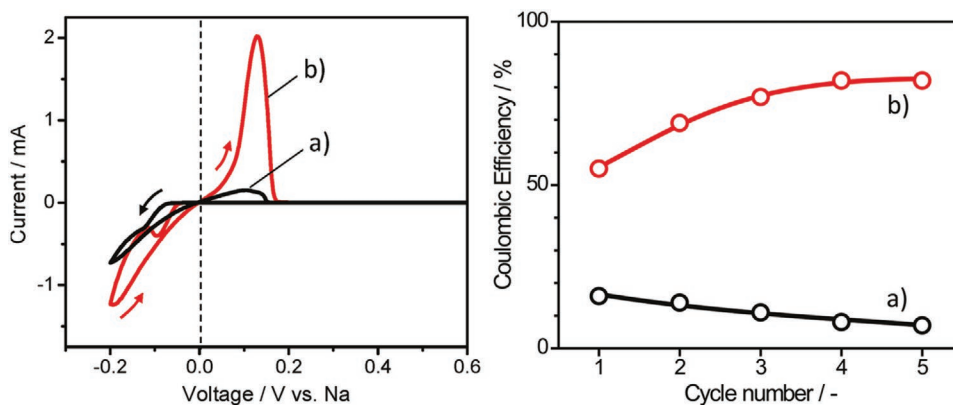 2
1
0
-1
Current / mA
-0.2
0.0
0.2
0.4
0.6
Voltage / V vs. Na
b)
a)
100
50
0
Coulombic Efficiency / %
1
2
3
4
5
Cycle number / -
b)
a)